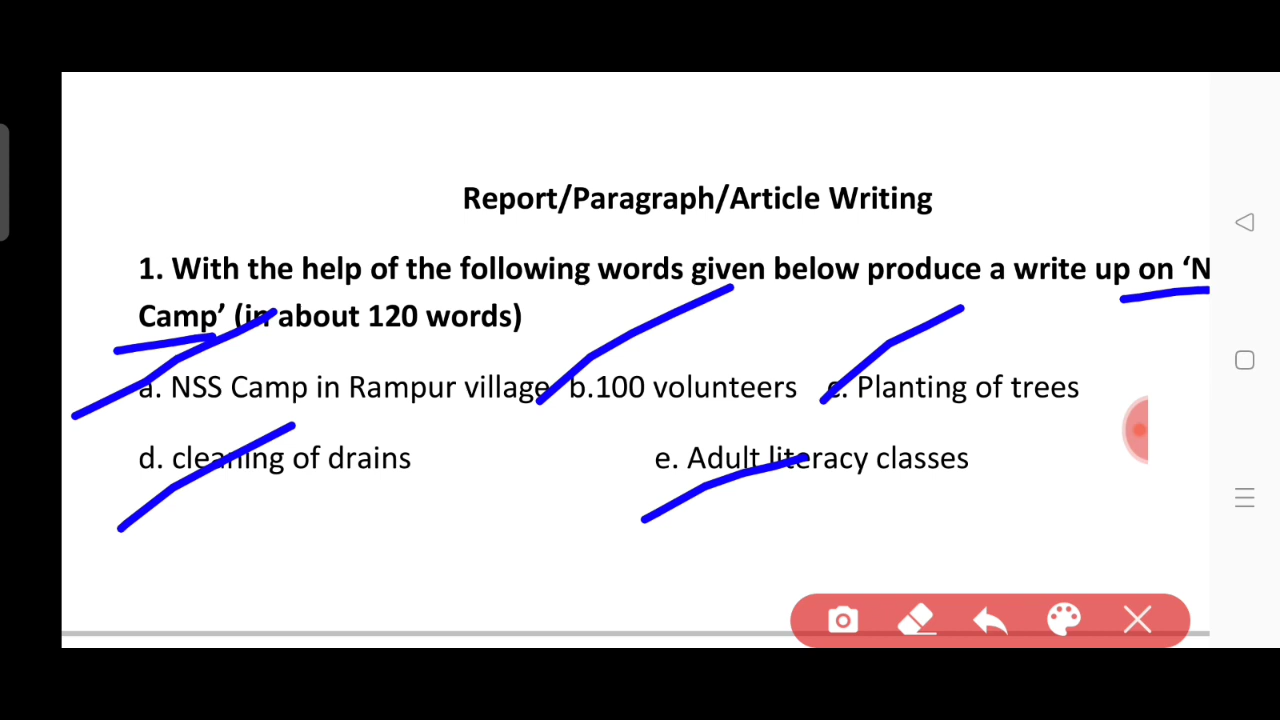 Report/Paragraph/Article Writing
1. With the help of the following words given below produce a write up on ‘N
Camp’ (in about 120 words)
a. NSS Camp in Rampur village b.100 volunteers c. Planting of trees
d. cleaning of drains e. Adult literacy classes